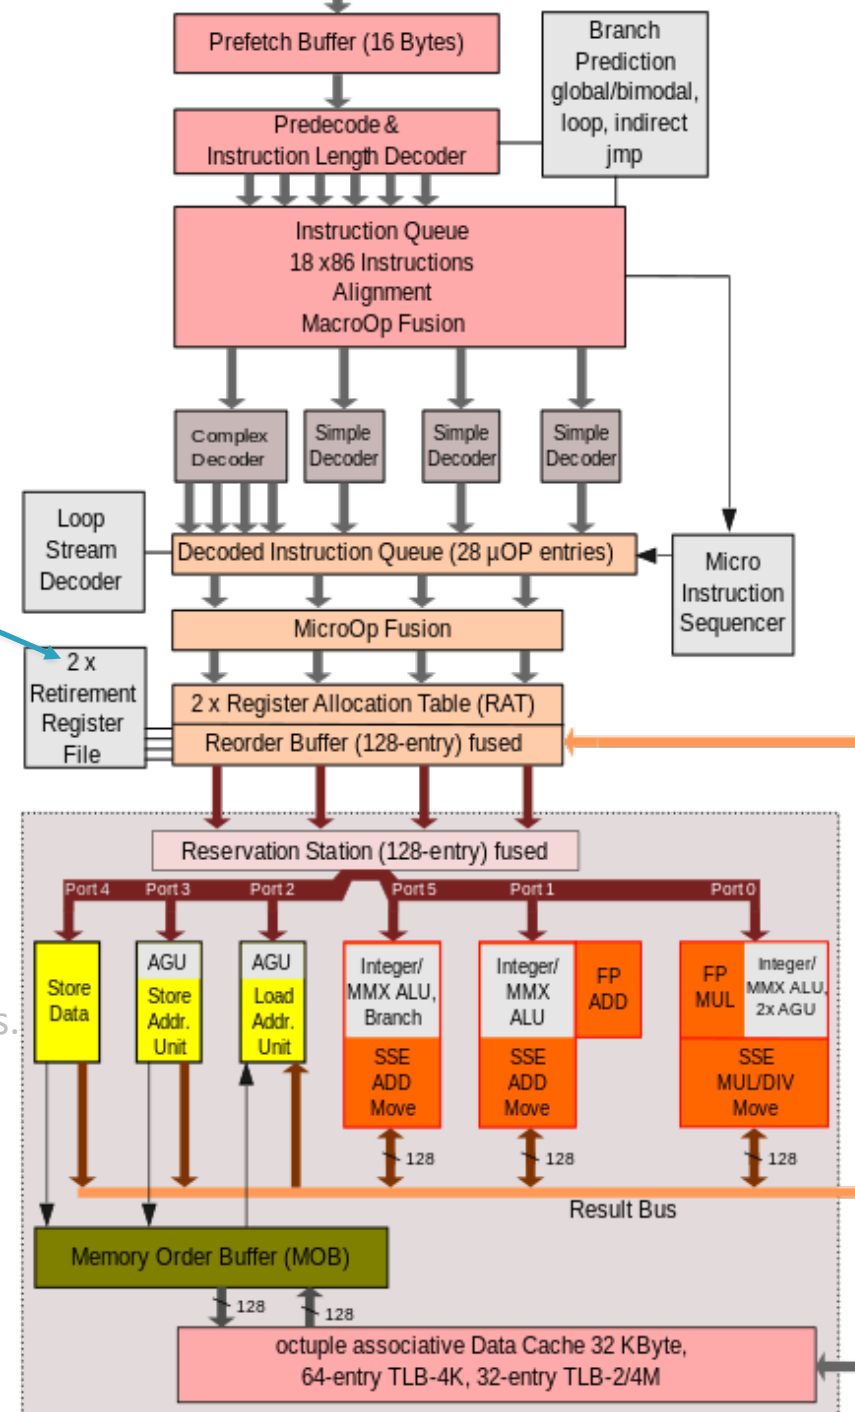 Prefetch Buffer (16 Bytes)
Branch
Prediction
global/bimodal,
loop, indirect
jmp
Predecode &
Instruction Length Decoder
Instruction Queue
18 x86 Instructions
Alignment
MacroOp Fusion
Complex
Decoder
Simple
Decoder
Simple
Decoder
Simple
Decoder
Loop
Stream
Decoder
Decoded Instruction Queue (28 µOP entries)
Micro
Instruction
Sequencer
MicroOp Fusion
2 x
Retirement
Register
File
2 x Register Allocation Table (RAT)
Reorder Buffer (128-entry) fused
Reservation Station (128-entry) fused
Port 4
Port 3
Port 2
Port 5
Port 1
Port 0
Store
Data
AGU
Store
Addr.
Unit
AGU
Load
Addr.
Unit
Integer/
MMX ALU,
Branch
SSE
ADD
Move
Integer/
MMX
ALU
FP
ADD
SSE
ADD
Move
FP
MUL
Integer/
MMX ALU,
2x AGU
SSE
MUL/DIV
Move
s.
128
128
128
Result Bus
Memory Order Buffer (MOB)
128
128
octuple associative Data Cache 32 KByte,
64-entry TLB-4K, 32-entry TLB-2/4M